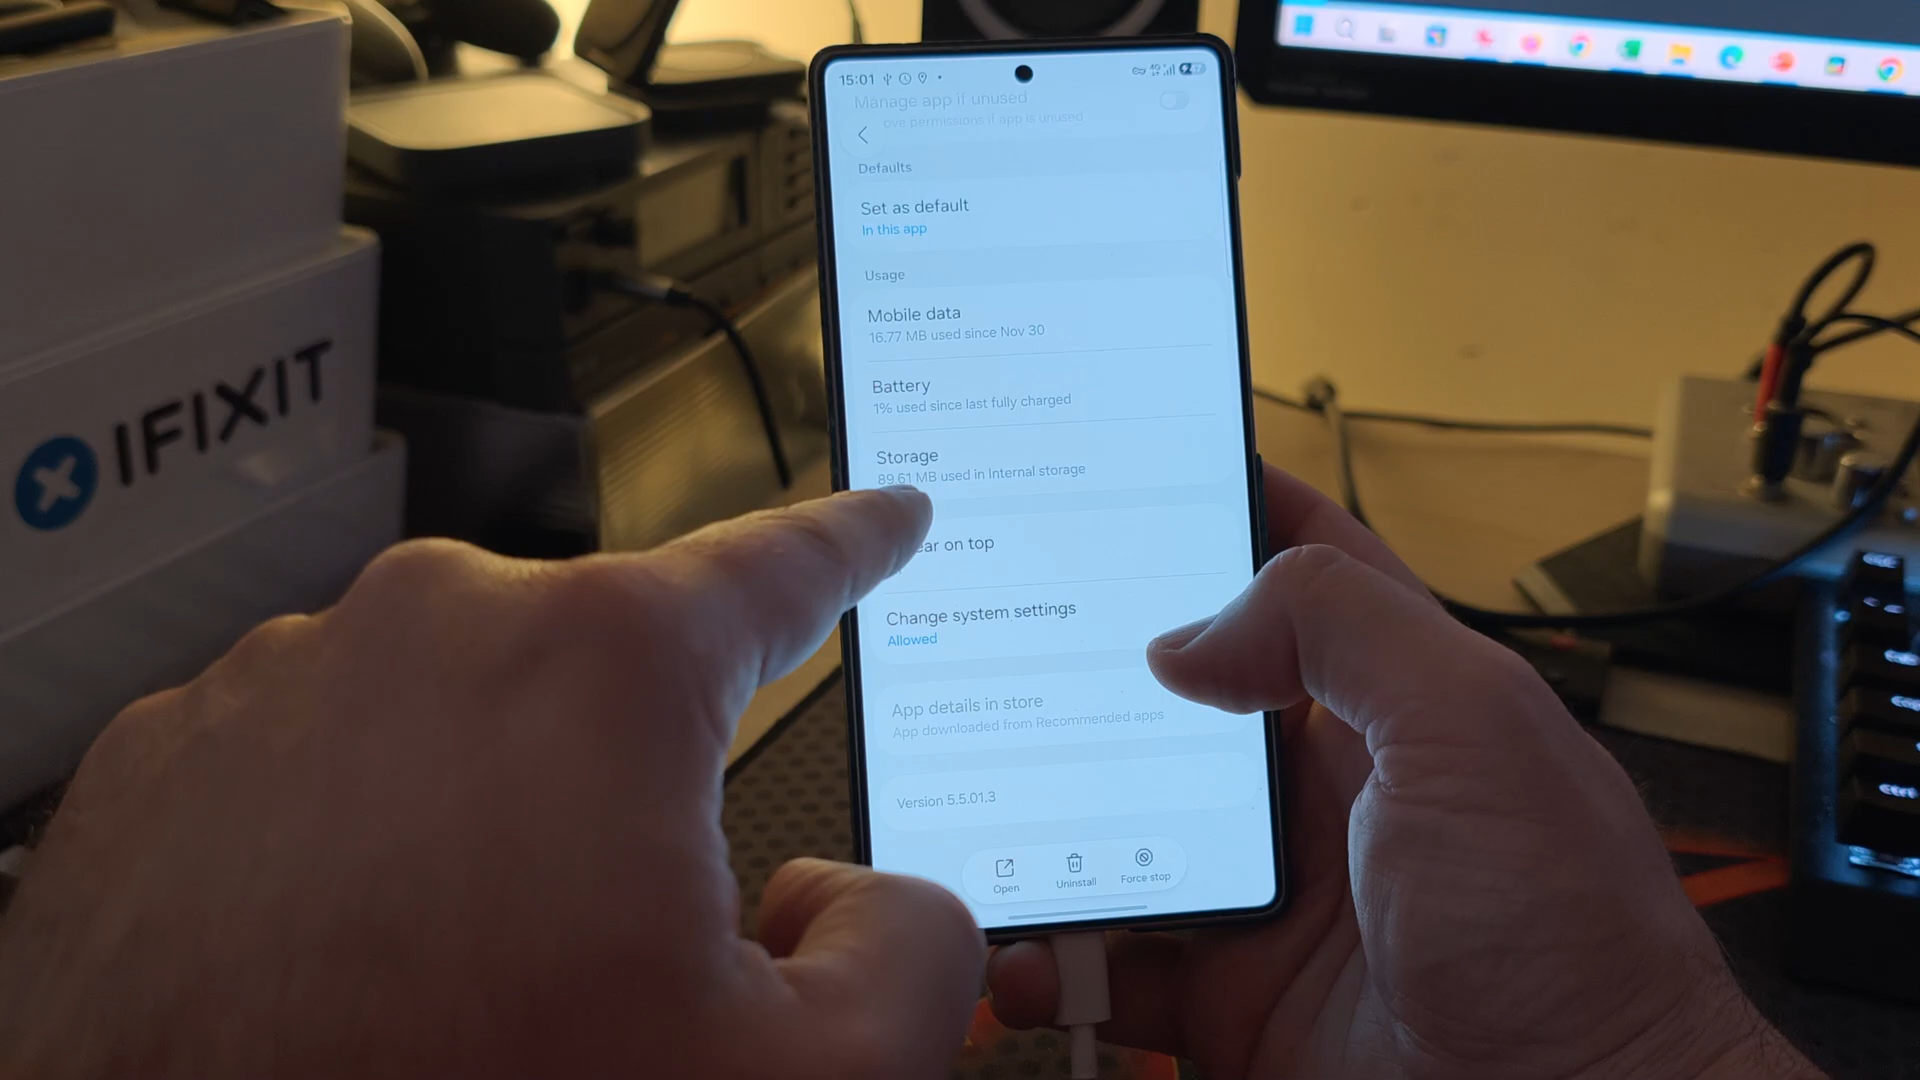 IFIXIT
15:01
Manage app if unused
ove permissions if app is unused
Defaults
Set as default
In this app
Usage
Mobile data
16.77 MB used since Nov 30
Battery
1% used since last fully charged
Storage
89.61 MB used in Internal storage
ear on top
Change system settings
Allowed
App details in store
App downloaded from Recommended apps
Version 5.5.01.3
Open
Uninstall
Force stop
Ctrl